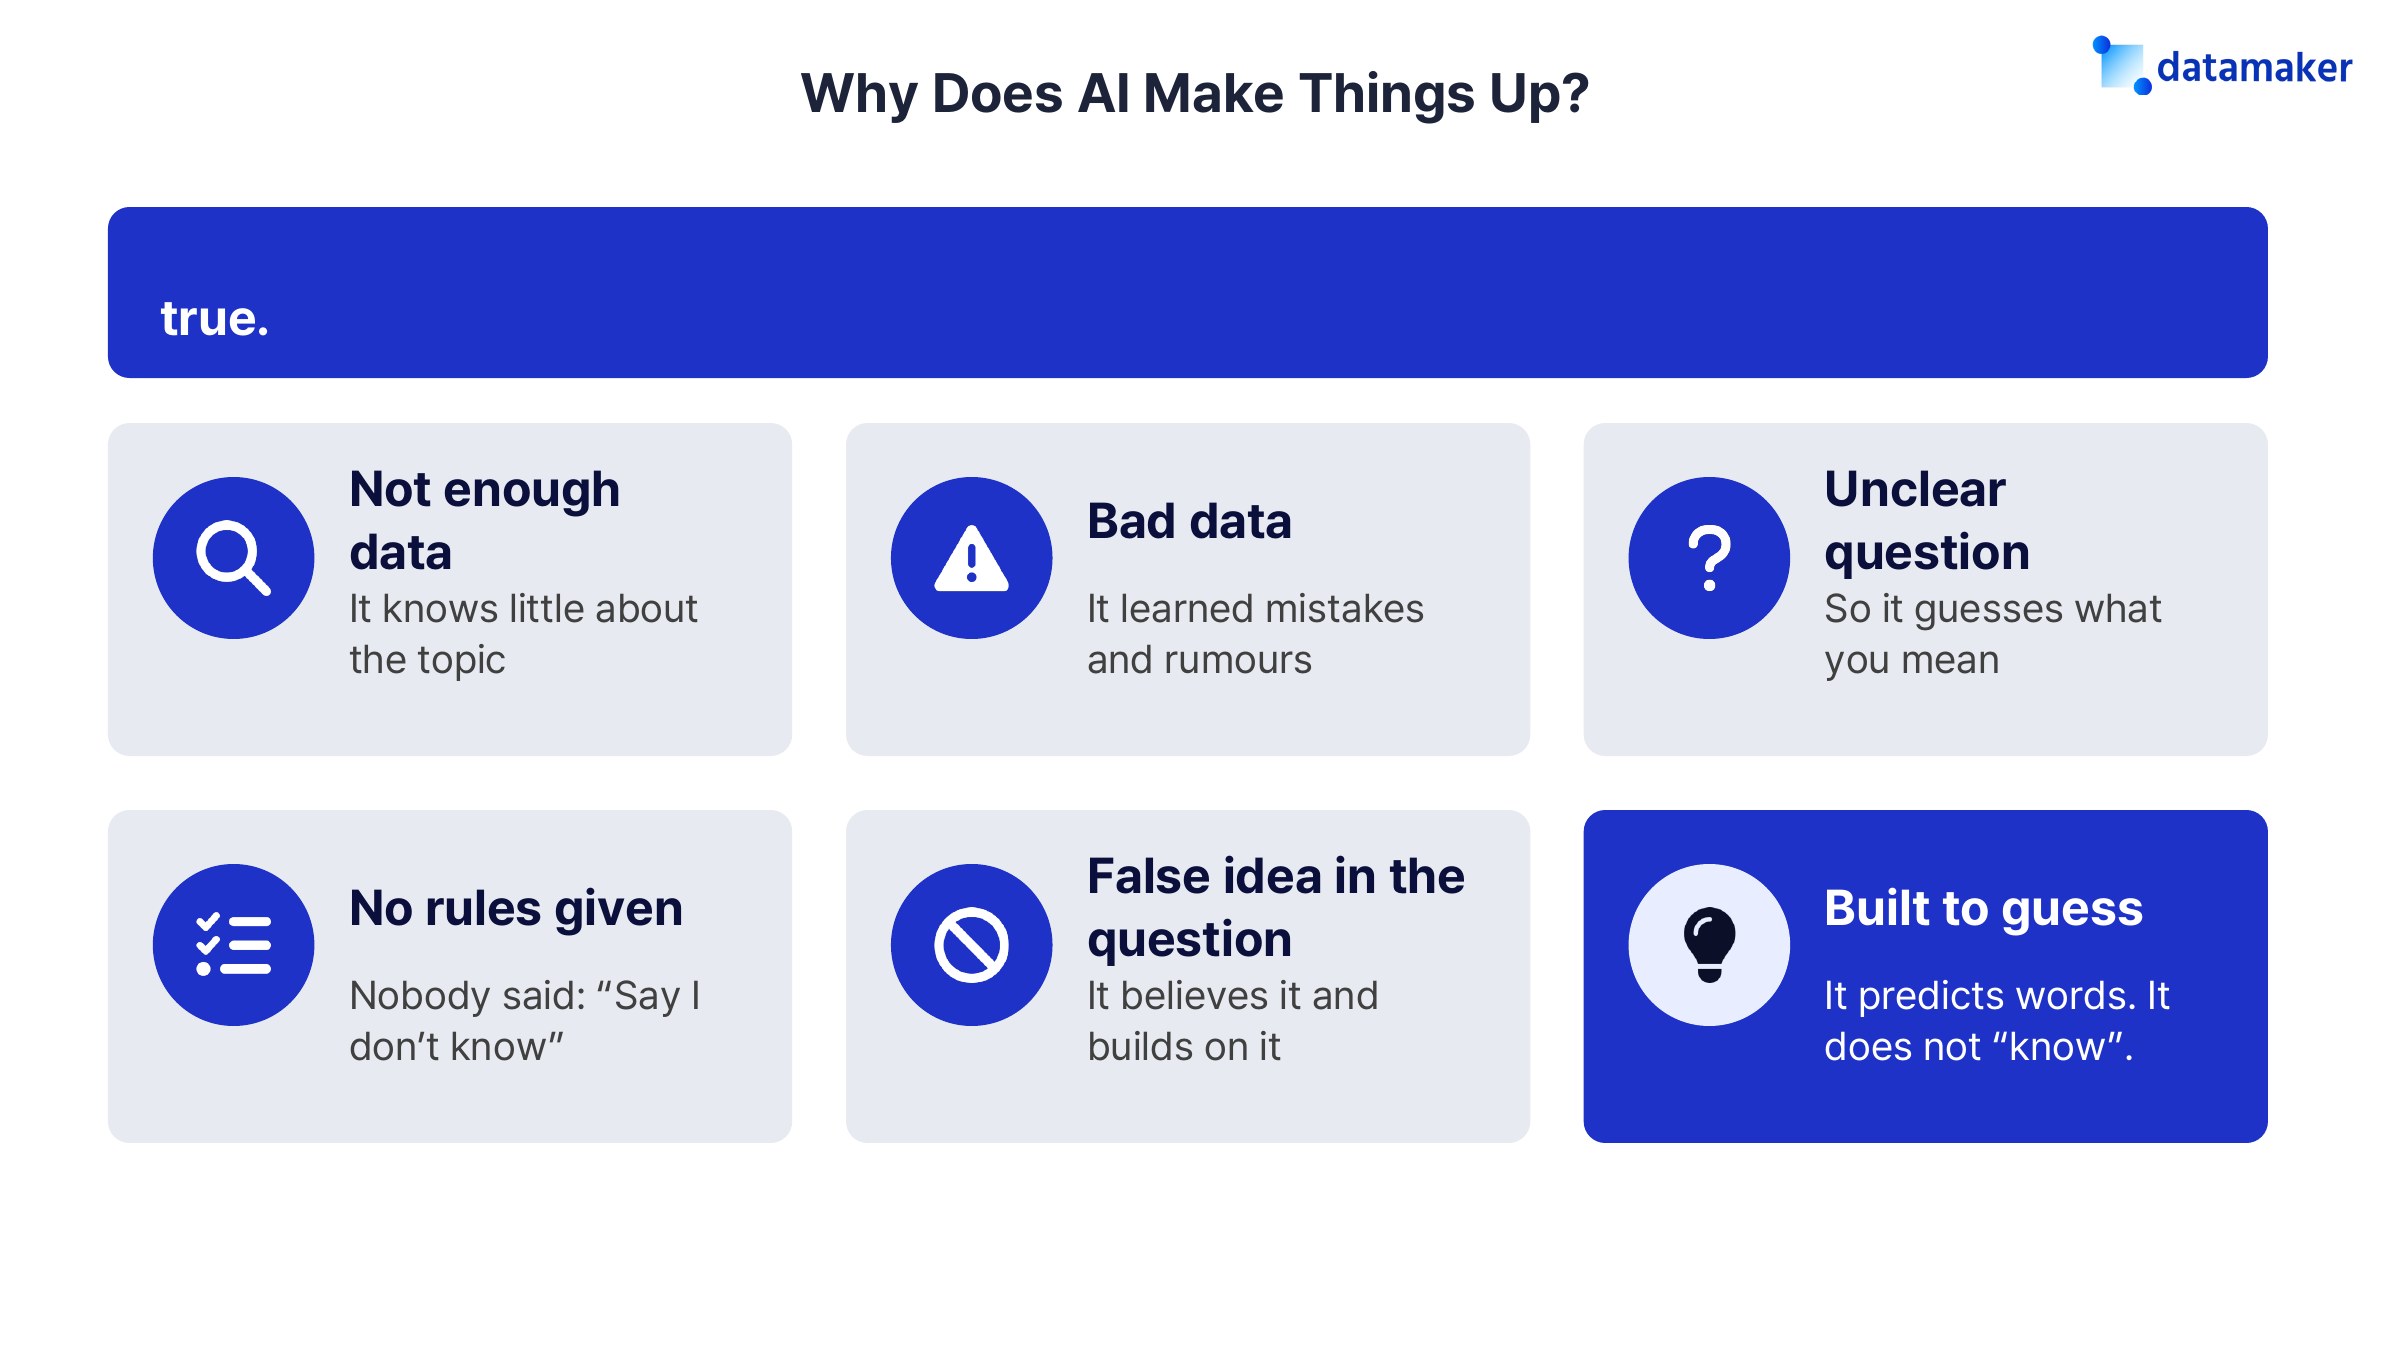 Why Does AI Make Things Up?
datamaker
true.
Not enough
data
It knows little about
the topic
Bad data
It learned mistakes
and rumours
Unclear
question
So it guesses what
you mean
No rules given
Nobody said: “Say I
don’t know”
False idea in the
question
It believes it and
builds on it
Built to guess
It predicts words. It
does not “know”.